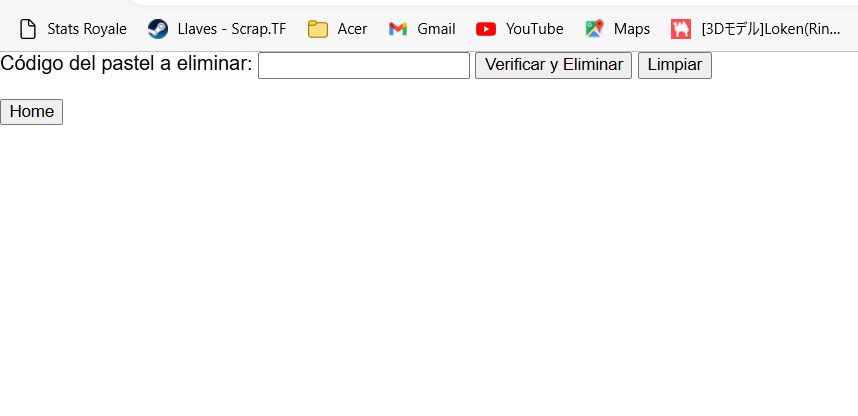 Stats Royale Llaves - Scrap.TF Acer Gmail YouTube Maps [3Dモデル]Loken(Rin...
Código del pastel a eliminar: Verificar y Eliminar Limpiar
Home